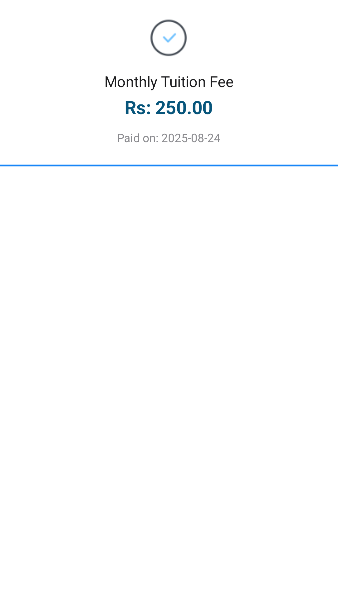 Monthly Tuition Fee
Rs: 250.00
Paid on: 2025-08-24